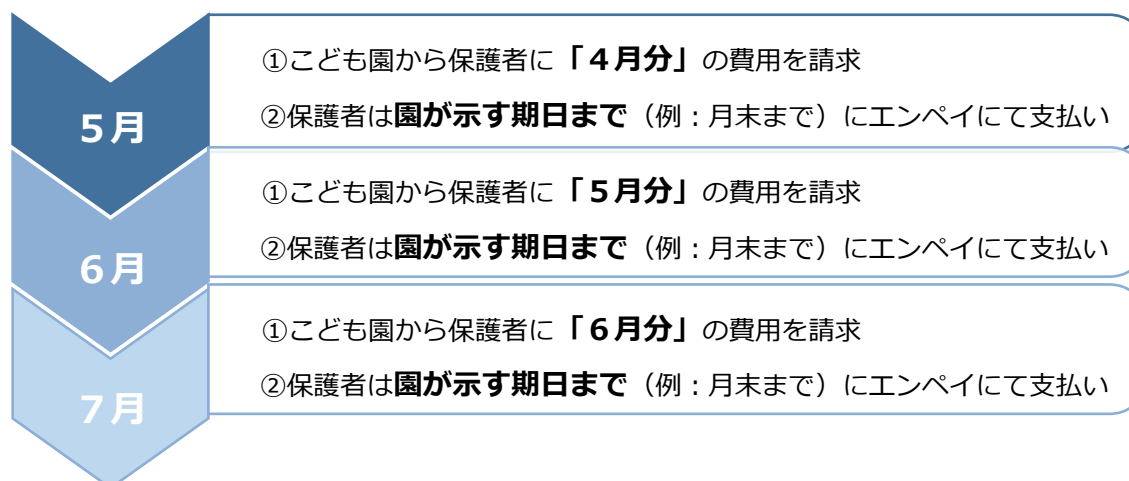 5月
①こども園から保護者に「４月分」の費用を請求
②保護者は園が示す期日まで（例：月末まで）にエンペイにて支払い
6月
①こども園から保護者に「５月分」の費用を請求
②保護者は園が示す期日まで（例：月末まで）にエンペイにて支払い
7月
①こども園から保護者に「６月分」の費用を請求
②保護者は園が示す期日まで（例：月末まで）にエンペイにて支払い